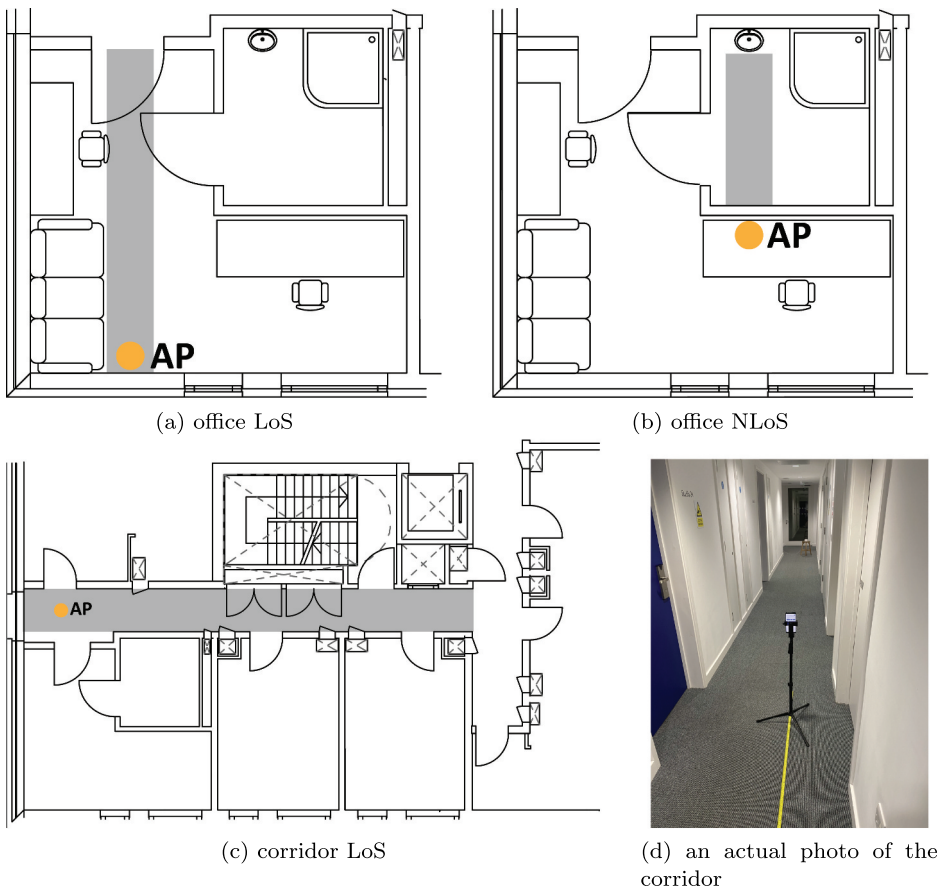 AP
AP
(a) office LoS
(b) office NLoS
AP
(c) corridor LoS
(d) an actual photo of the
corridor